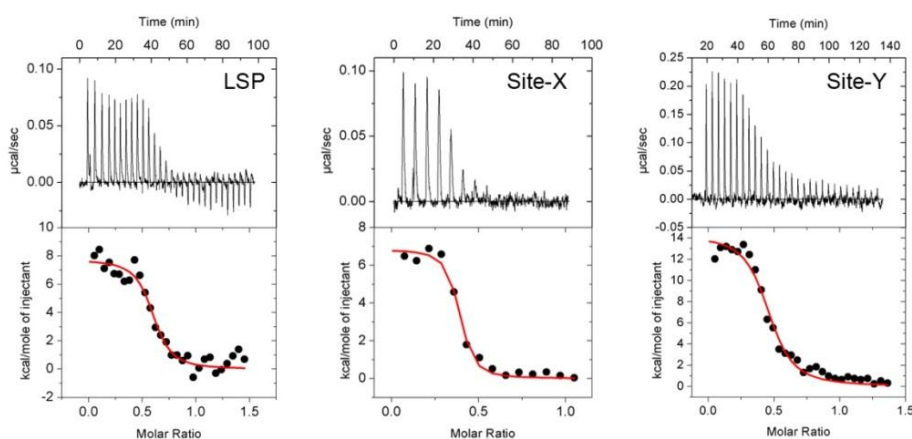 Time (min)
0 20 40 60 80 100
LSP
0.10
0.05
0.00
µcal/sec
10
8
6
4
2
0
-2
kcal/mole of injectant
0.0 0.5 1.0 1.5
Molar Ratio
Time (min)
0 20 40 60 80 100
Site-X
0.10
0.05
0.00
µcal/sec
8
6
4
2
0
kcal/mole of injectant
0.0 0.5 1.0
Molar Ratio
Time (min)
20 40 60 80 100 120 140
Site-Y
0.25
0.20
0.15
0.10
0.05
0.00
-0.05
µcal/sec
14
12
10
8
6
4
2
0
kcal/mole of injectant
0.0 0.5 1.0 1.5
Molar Ratio